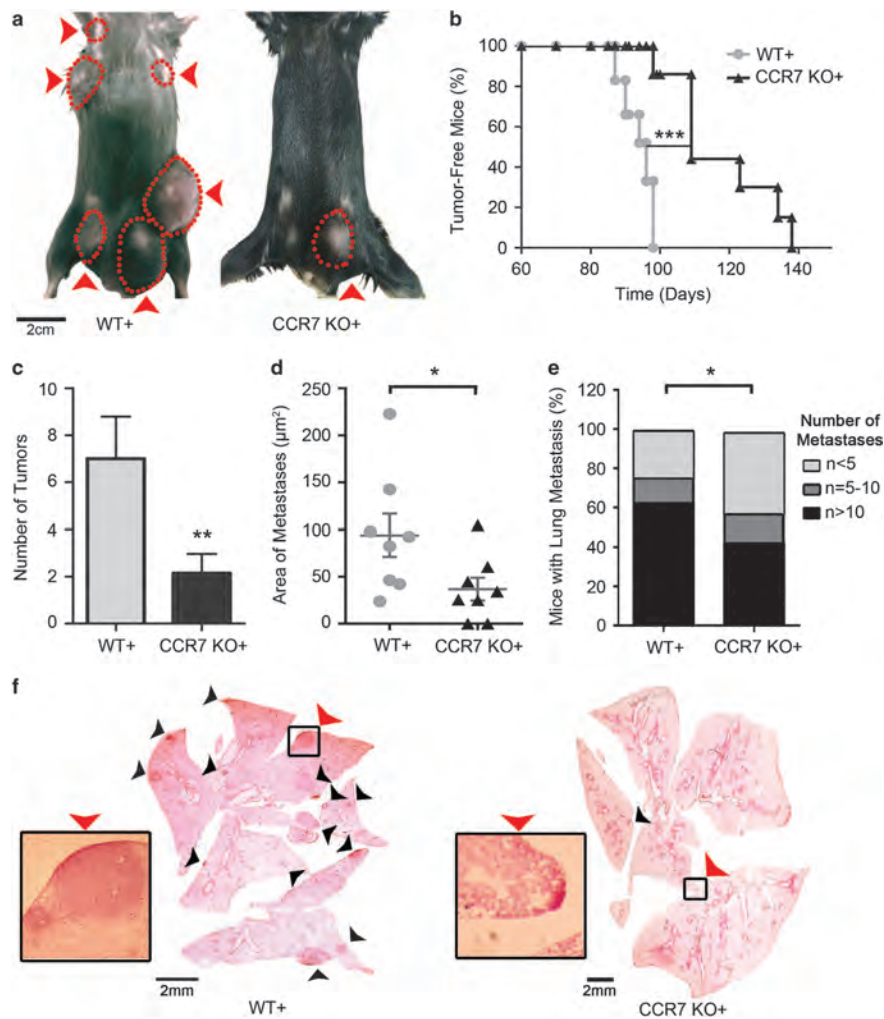 a
WT+
CCR7 KO+
2cm
b
Tumor-Free Mice (%)
100
80
60
40
20
0
60
80
100
120
140
Time (Days)
WT+
CCR7 KO+
***
c
Number of Tumors
10
8
6
4
2
0
**
WT+
CCR7 KO+
d
Area of Metastases (μm²)
250
200
150
100
50
0
*
WT+
CCR7 KO+
e
Mice with Lung Metastasis (%)
120
100
80
60
40
20
0
*
WT+
CCR7 KO+
Number of
Metastases
n<5
n=5-10
n>10
f
2mm
WT+
2mm
CCR7 KO+